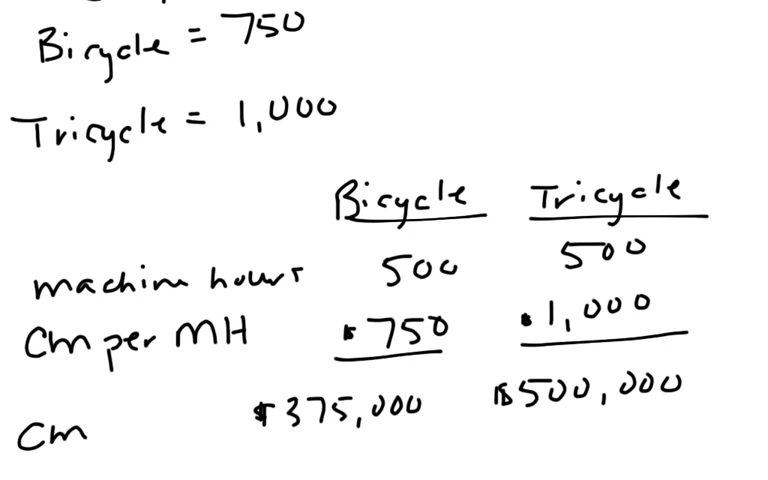 Bicycle = 750
Tricycle = 1,000
Bicycle Tricycle
machine hours 500 500
Cm per MH 750 1,000
Cm $375,000 $500,000